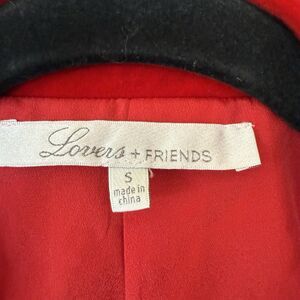 Lovers + FRIENDS
S
made in
china